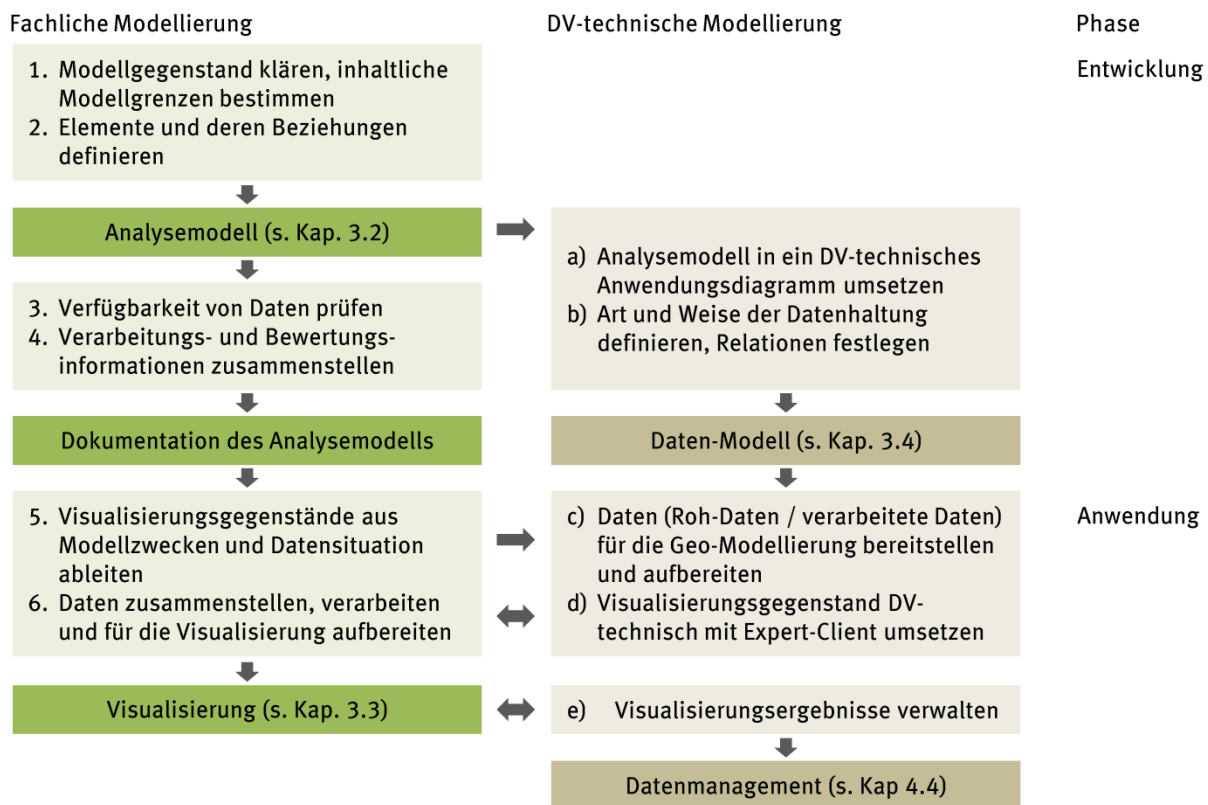 Fachliche Modellierung
DV-technische Modellierung
Phase
1. Modellgegenstand klären, inhaltliche
Modellgrenzen bestimmen
2. Elemente und deren Beziehungen
definieren
Entwicklung
Analysemodell (s. Kap. 3.2)
a) Analysemodell in ein DV-technisches
Anwendungsdiagramm umsetzen
b) Art und Weise der Datenhaltung
definieren, Relationen festlegen
3. Verfügbarkeit von Daten prüfen
4. Verarbeitungs- und Bewertungs-
informationen zusammenstellen
Dokumentation des Analysemodells
Daten-Modell (s. Kap. 3.4)
5. Visualisierungsgegenstände aus
Modellzwecken und Datensituation
ableiten
6. Daten zusammenstellen, verarbeiten
und für die Visualisierung aufbereiten
c) Daten (Roh-Daten / verarbeitete Daten)
für die Geo-Modellierung bereitstellen
und aufbereiten
d) Visualisierungsgegenstand DV-
technisch mit Expert-Client umsetzen
Anwendung
Visualisierung (s. Kap. 3.3)
e) Visualisierungsergebnisse verwalten
Datenmanagement (s. Kap 4.4)